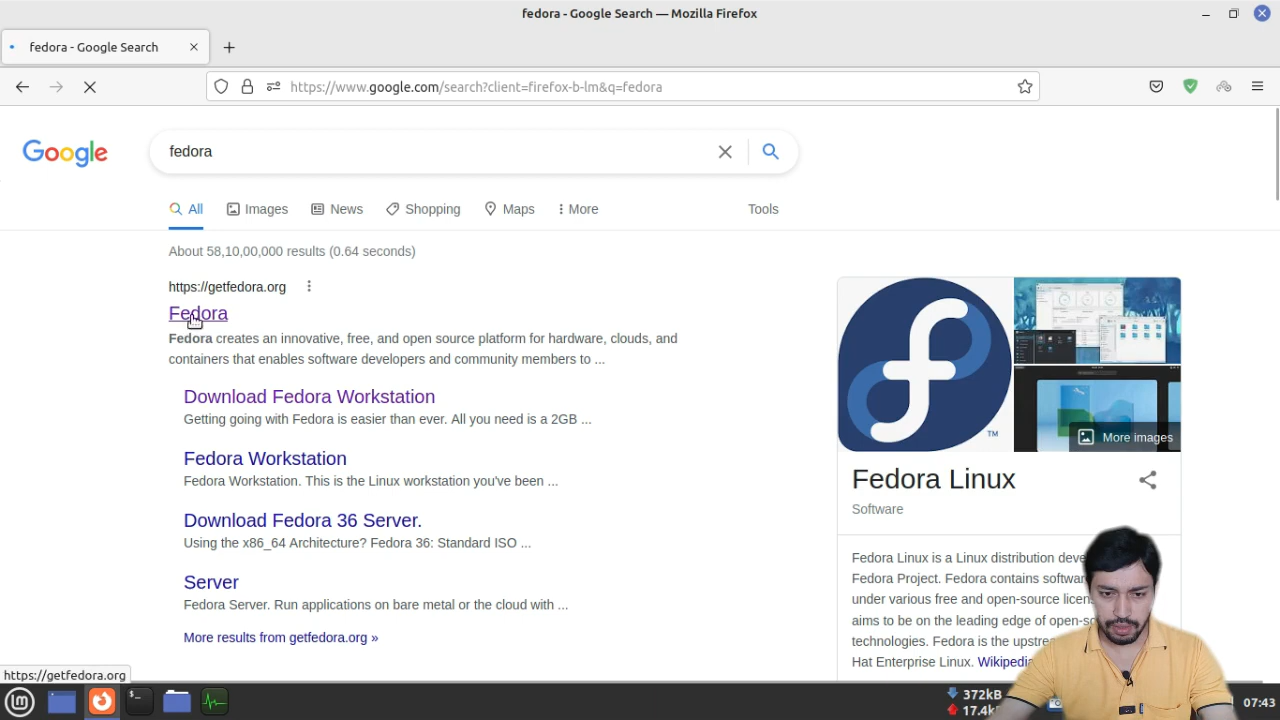 fedora - Google Search — Mozilla Firefox
fedora - Google Search
https://www.google.com/search?client=firefox-b-lm&q=fedora
Google
fedora
All Images News Shopping Maps More Tools
About 58,10,00,000 results (0.64 seconds)
https://getfedora.org
Fedora
Fedora creates an innovative, free, and open source platform for hardware, clouds, and
containers that enables software developers and community members to ...
Download Fedora Workstation
Getting going with Fedora is easier than ever. All you need is a 2GB ...
Fedora Workstation
Fedora Workstation. This is the Linux workstation you've been ...
Download Fedora 36 Server.
Using the x86_64 Architecture? Fedora 36: Standard ISO ...
Server
Fedora Server. Run applications on bare metal or the cloud with ...
More results from getfedora.org »
TM
More images
Fedora Linux
Software
Fedora Linux is a Linux distribution
Fedora Project. Fedora contains
under various free and open-source
aims to be on the leading edge of
technologies. Fedora is the
Hat Enterprise Linux. Wikipedia
https://getfedora.org
372kB
17.4k
07:43